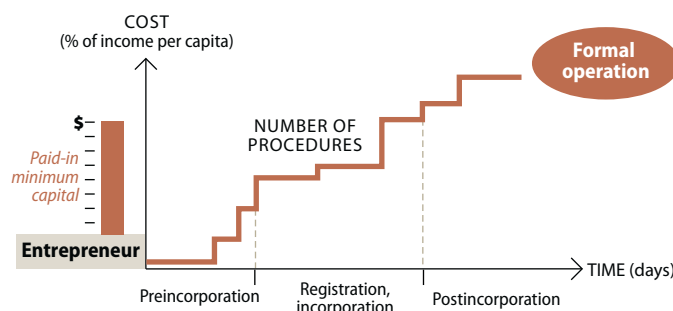 COST
(% of income per capita)
Formal
operation
$
NUMBER OF
PROCEDURES
Paid-in
minimum
capital
Entrepreneur
TIME (days)
Preincorporation
Registration,
incorporation
Postincorporation